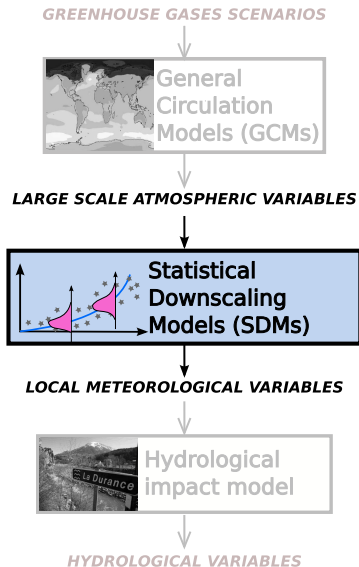 GREENHOUSE GASES SCENARIOS
General
Circulation
Models (GCMs)
LARGE SCALE ATMOSPHERIC VARIABLES
Statistical
Downscaling
Models (SDMs)
LOCAL METEOROLOGICAL VARIABLES
La Durance
Hydrological
impact model
HYDROLOGICAL VARIABLES